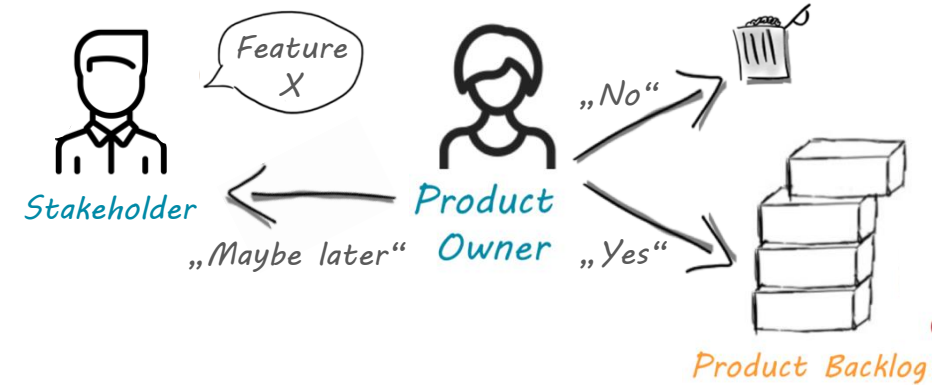 Feature
X
„No“
Stakeholder
Product
Owner
„Maybe later“
„Yes“
Product Backlog